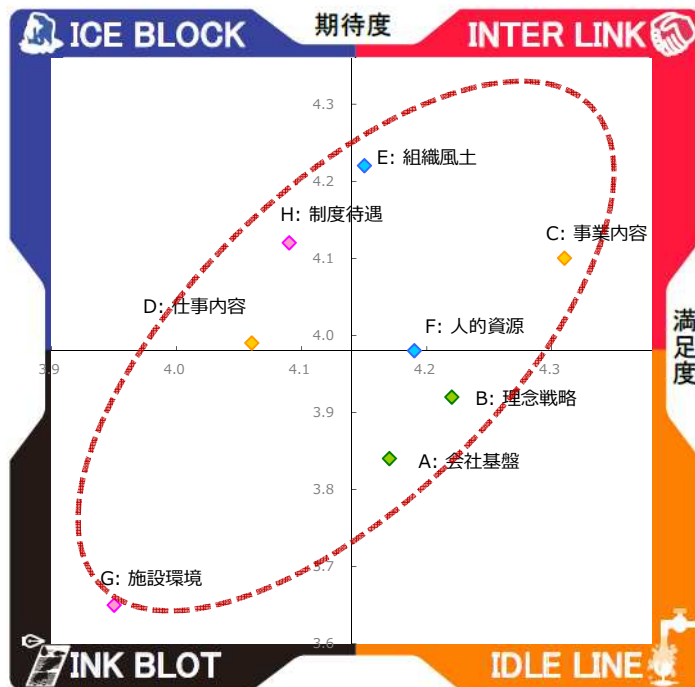 ICE BLOCK
期待度
INTER LINK
4.3
E: 組織風土
4.2
H: 制度待遇
C: 事業内容
4.1
D: 仕事内容
F: 人的資源
4.0
満足度
3.9
4.0
4.1
4.2
4.3
B: 理念戦略
3.9
A: 会社基盤
3.8
G: 施設環境
3.7
3.6
INK BLOT
IDLE LINE